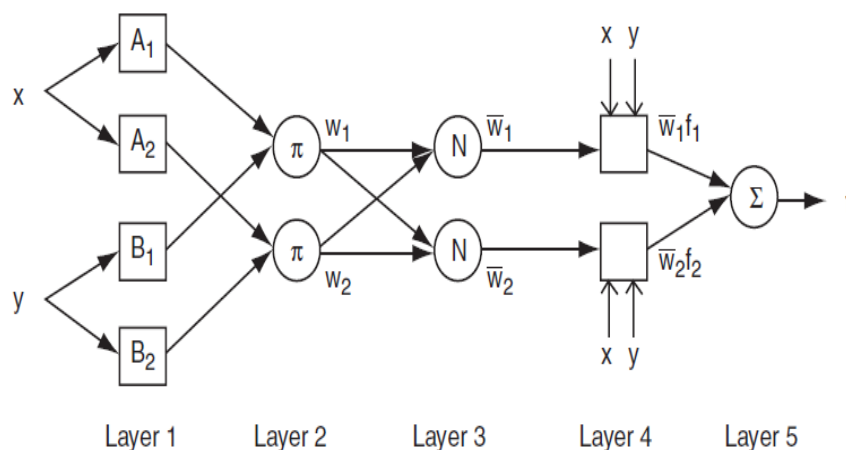 x y
A₁
x
A₂
π w₁
N w̅₁
w̅₁f₁
Σ
B₁
y
B₂
π
w₂
N
w̅₂
w̅₂f₂
x y
Layer 1 Layer 2 Layer 3 Layer 4 Layer 5